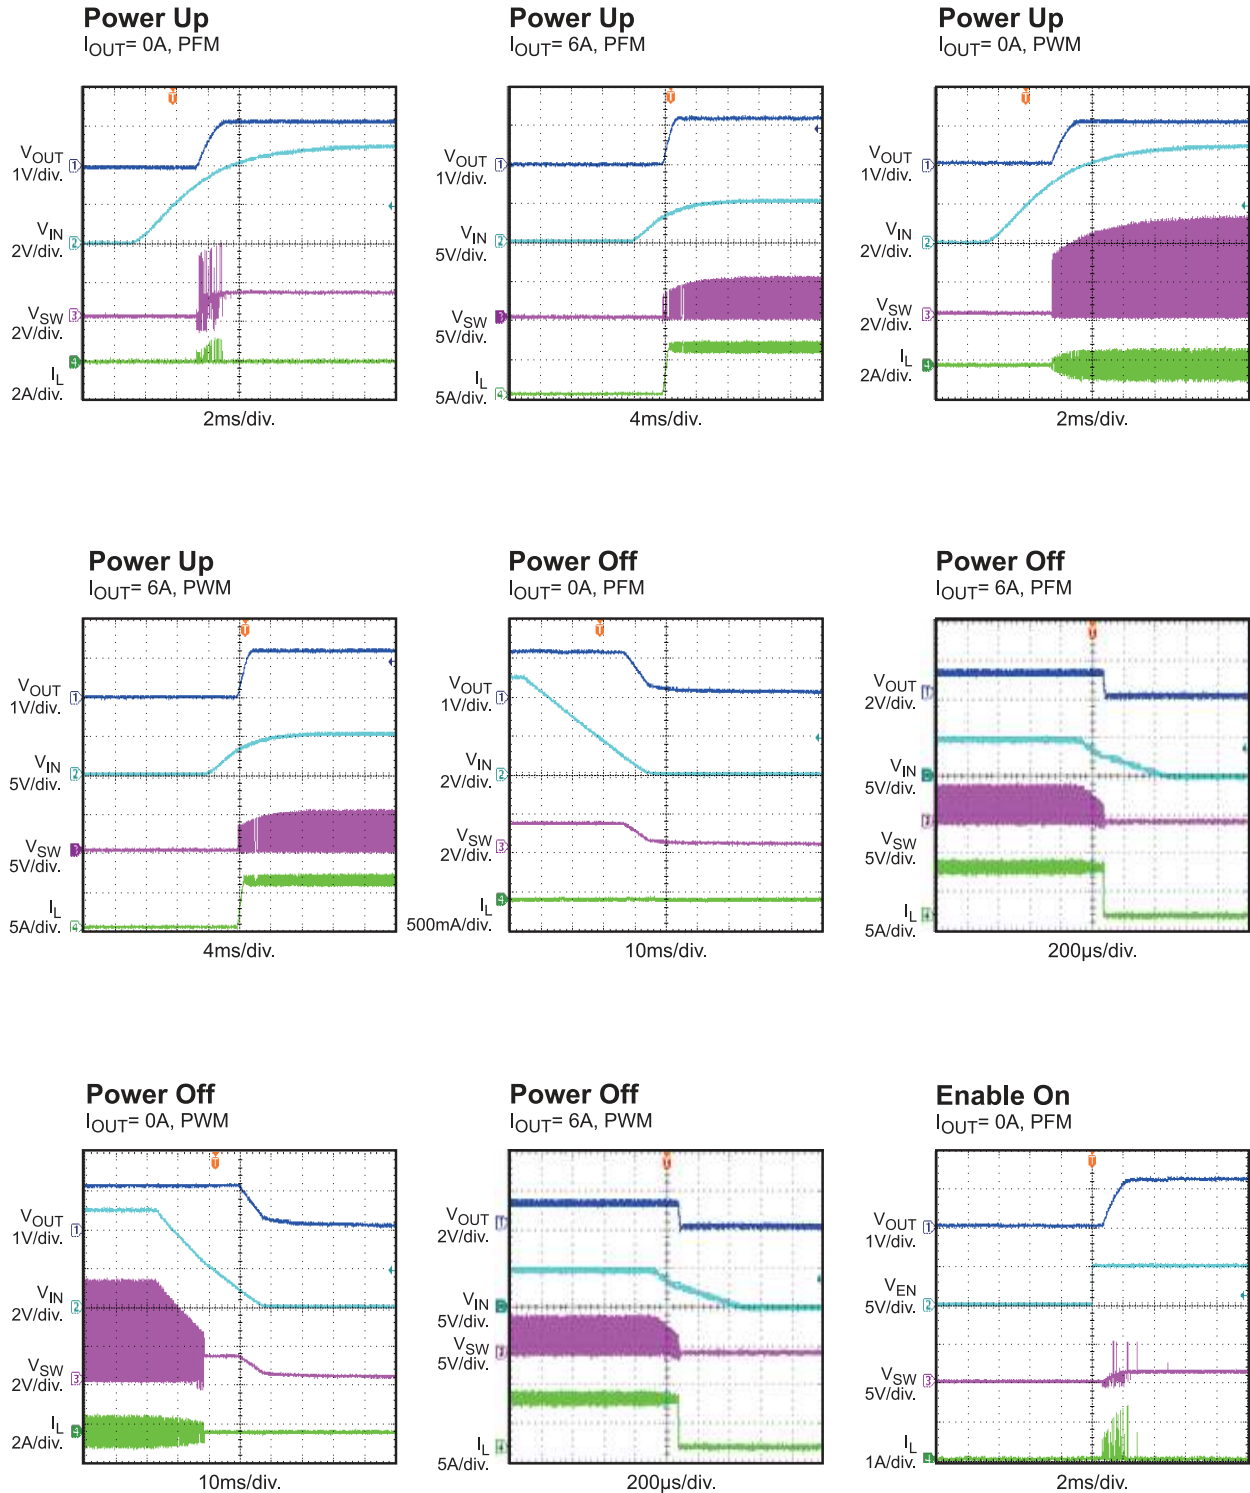 Power Up
IOUT= 0A, PFM
VOUT
1V/div.
VIN
2V/div.
VSW
2V/div.
IL
2A/div.
2ms/div.
Power Up
IOUT= 6A, PFM
VOUT
1V/div.
VIN
5V/div.
VSW
5V/div.
IL
5A/div.
4ms/div.
Power Up
IOUT= 0A, PWM
VOUT
1V/div.
VIN
2V/div.
VSW
2V/div.
IL
2A/div.
2ms/div.
Power Up
IOUT= 6A, PWM
VOUT
1V/div.
VIN
5V/div.
VSW
5V/div.
IL
5A/div.
4ms/div.
Power Off
IOUT= 0A, PFM
VOUT
1V/div.
VIN
2V/div.
VSW
2V/div.
IL
500mA/div.
10ms/div.
Power Off
IOUT= 6A, PFM
VOUT
2V/div.
VIN
5V/div.
VSW
5V/div.
IL
5A/div.
200µs/div.
Power Off
IOUT= 0A, PWM
VOUT
1V/div.
VIN
2V/div.
VSW
2V/div.
IL
2A/div.
10ms/div.
Power Off
IOUT= 6A, PWM
VOUT
2V/div.
VIN
5V/div.
VSW
5V/div.
IL
5A/div.
200µs/div.
Enable On
IOUT= 0A, PFM
VOUT
1V/div.
VEN
5V/div.
VSW
5V/div.
IL
1A/div.
2ms/div.